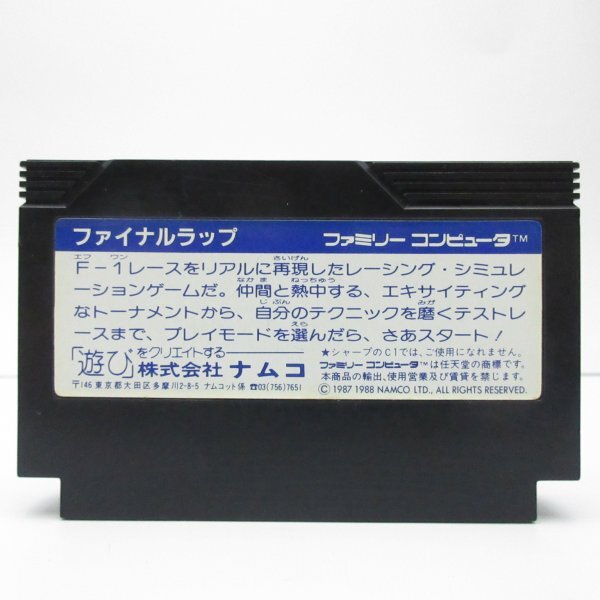 ファイナルラップ ファミリー コンピュータ™
エフ ワン さいげん
F-1レースをリアルに再現したレーシング・シミュレ
なかま ねっちゅう
ーションゲームだ。仲間と熱中する、エキサイティング
じぶん みが
なトーナメントから、自分のテクニックを磨くテストレ
えら
ースまで、プレイモードを選んだら、さあスタート!
「遊び」をクリエイトする 株式会社 ナムコ
〒146 東京都大田区多摩川2-8-5 ナムコット係 ☎03(756)7651
★シャープのC1では、ご使用になれません。
ファミリー コンピュータ™は任天堂の商標です。
本商品の輸出、使用営業及び賃貸を禁じます。
©1987 1988 NAMCO LTD., ALL RIGHTS RESERVED.